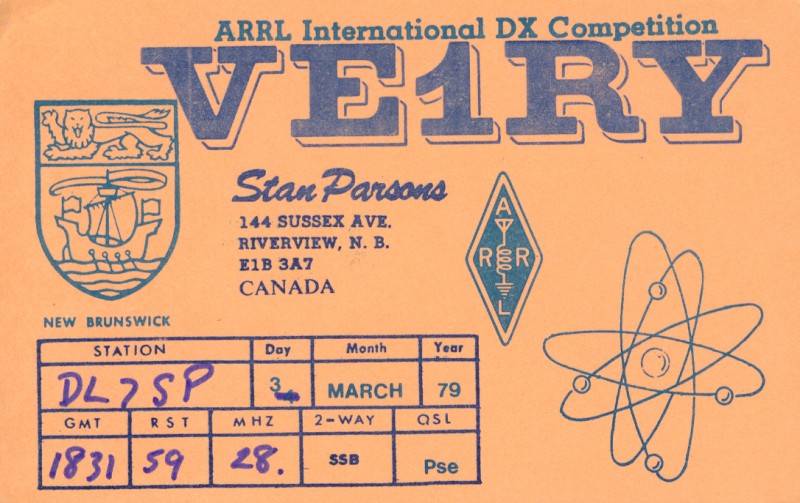 ARRL International DX Competition
VE1RY
Stan Parsons
144 SUSSEX AVE.
RIVERVIEW, N. B.
E1B 3A7
CANADA
A
R R
L
NEW BRUNSWICK
STATION Day Month Year
DL7SP 3 MARCH 79
GMT RST MHZ 2-WAY QSL
1831 59 28. SSB Pse